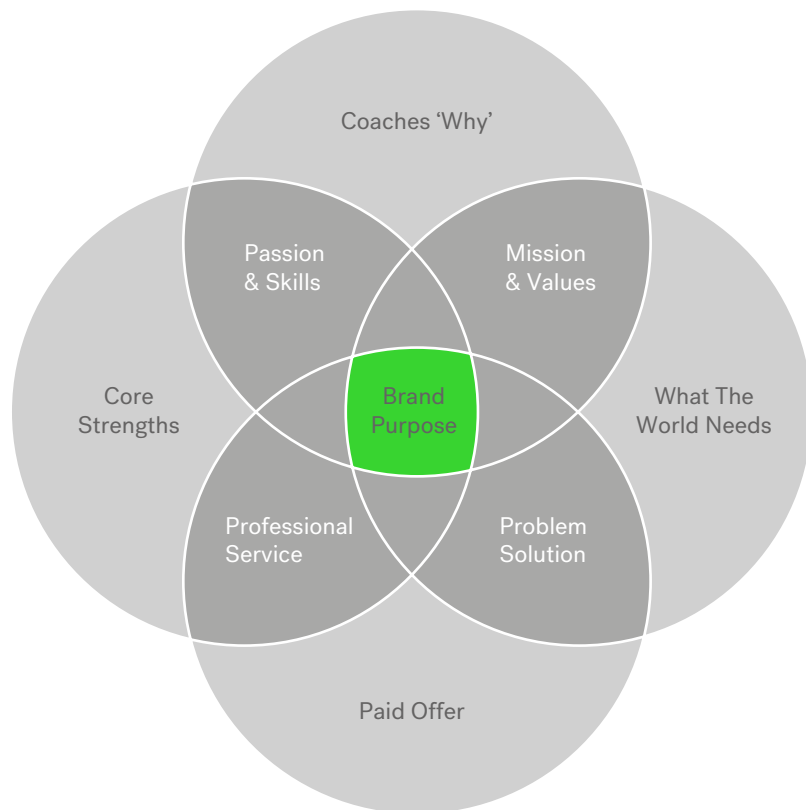 Coaches ‘Why’
Passion
& Skills
Mission
& Values
Core
Strengths
Brand
Purpose
What The
World Needs
Professional
Service
Problem
Solution
Paid Offer